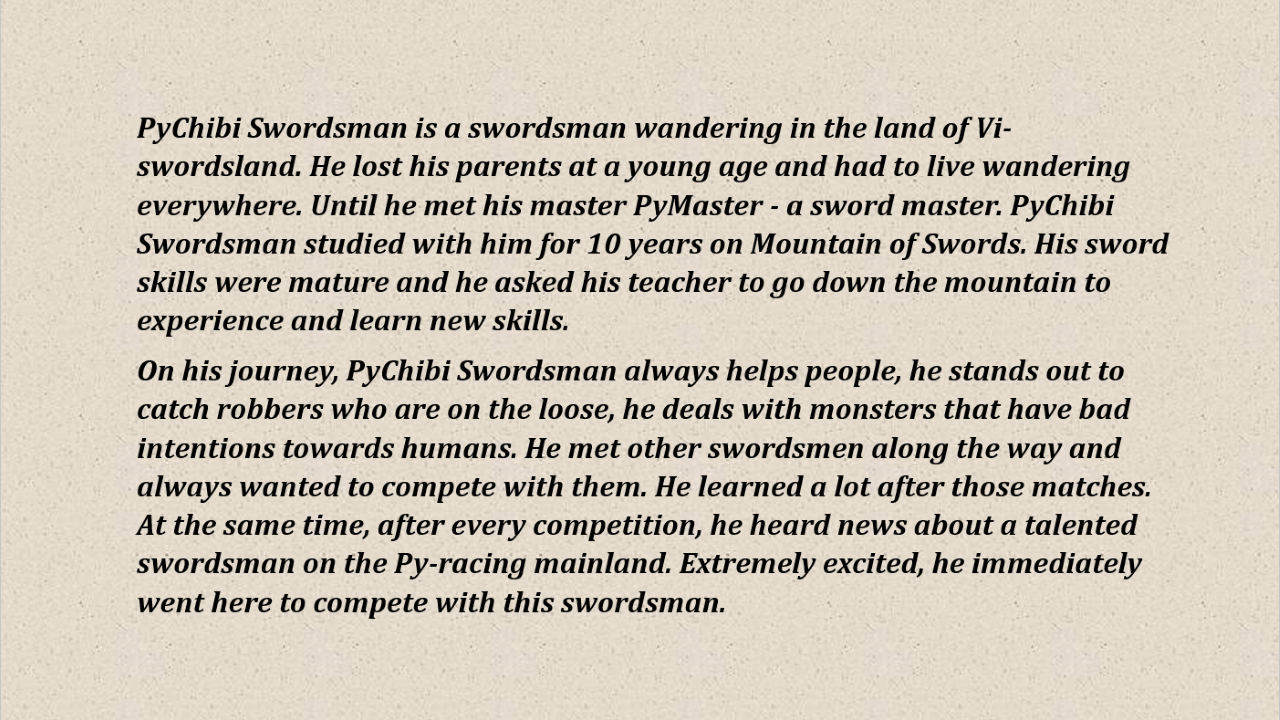 PyChibi Swordsman is a swordsman wandering in the land of Vi-
swordsland. He lost his parents at a young age and had to live wandering
everywhere. Until he met his master PyMaster - a sword master. PyChibi
Swordsman studied with him for 10 years on Mountain of Swords. His sword
skills were mature and he asked his teacher to go down the mountain to
experience and learn new skills.
On his journey, PyChibi Swordsman always helps people, he stands out to
catch robbers who are on the loose, he deals with monsters that have bad
intentions towards humans. He met other swordsmen along the way and
always wanted to compete with them. He learned a lot after those matches.
At the same time, after every competition, he heard news about a talented
swordsman on the Py-racing mainland. Extremely excited, he immediately
went here to compete with this swordsman.